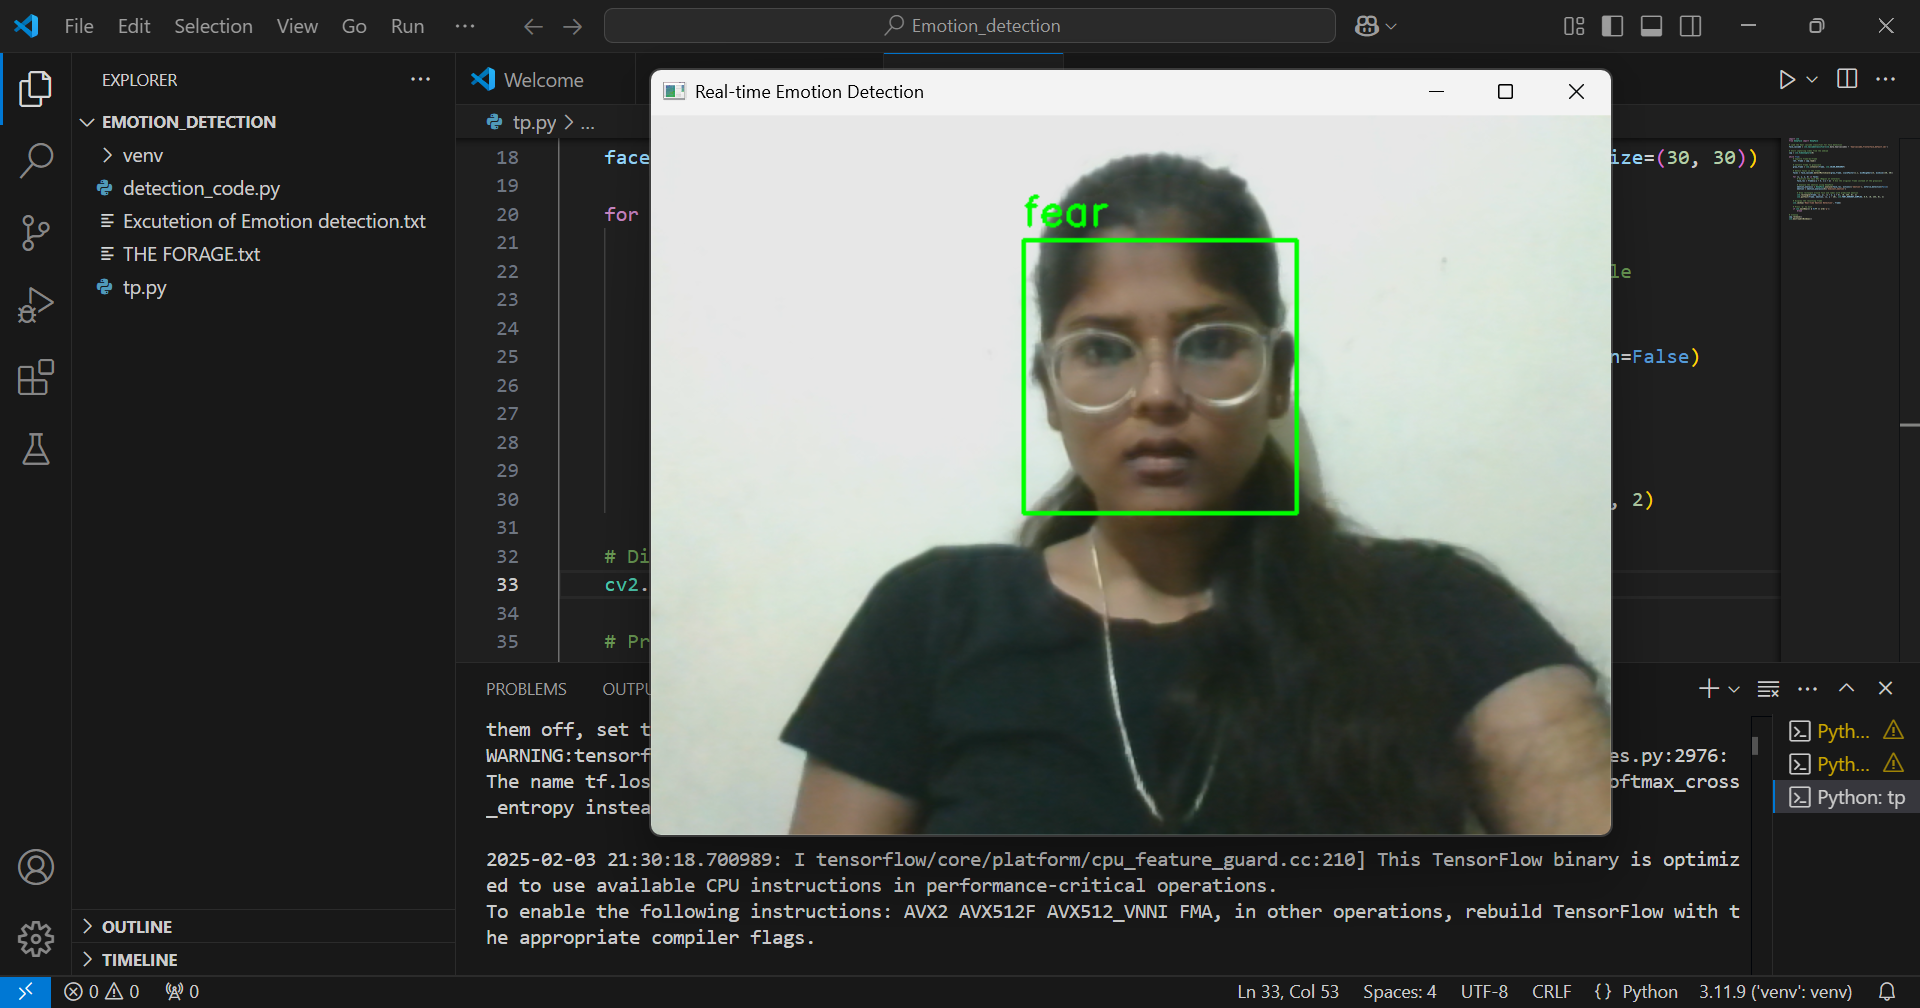 File Edit Selection View Go Run ··· Emotion_detection
EXPLORER ···
EMOTION_DETECTION
venv
detection_code.py
Excutetion of Emotion detection.txt
THE FORAGE.txt
tp.py
OUTLINE
TIMELINE
Welcome
tp.py > ...
18 face ize=(30, 30))
19
20 for
21
22 le
23
24
25 n=False)
26
27
28
29
30 , 2)
31
32 # Di
33 cv2.
34
35 # Pr
Real-time Emotion Detection
fear
PROBLEMS OUTPU
them off, set t
WARNING:tensorf es.py:2976:
The name tf.los oftmax_cross
_entropy instea
2025-02-03 21:30:18.700989: I tensorflow/core/platform/cpu_feature_guard.cc:210] This TensorFlow binary is optimiz
ed to use available CPU instructions in performance-critical operations.
To enable the following instructions: AVX2 AVX512F AVX512_VNNI FMA, in other operations, rebuild TensorFlow with t
he appropriate compiler flags.
Pyth...
Pyth...
Python: tp
0 0 0 Ln 33, Col 53 Spaces: 4 UTF-8 CRLF {} Python 3.11.9 ('venv': venv)